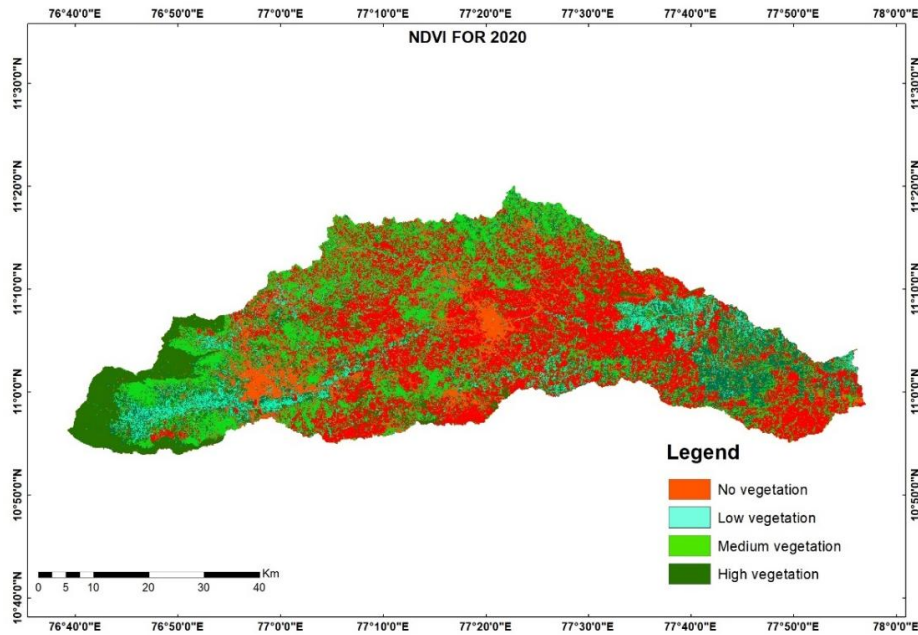 76°40'0"E 76°50'0"E 77°0'0"E 77°10'0"E 77°20'0"E 77°30'0"E 77°40'0"E 77°50'0"E 78°0'0"E
NDVI FOR 2020
11°30'0"N 11°30'0"N
11°20'0"N 11°20'0"N
11°10'0"N 11°10'0"N
11°0'0"N 11°0'0"N
10°50'0"N 10°50'0"N
10°40'0"N 10°40'0"N
Legend
No vegetation
Low vegetation
Medium vegetation
High vegetation
Km
0 5 10 20 30 40
76°40'0"E 76°50'0"E 77°0'0"E 77°10'0"E 77°20'0"E 77°30'0"E 77°40'0"E 77°50'0"E 78°0'0"E